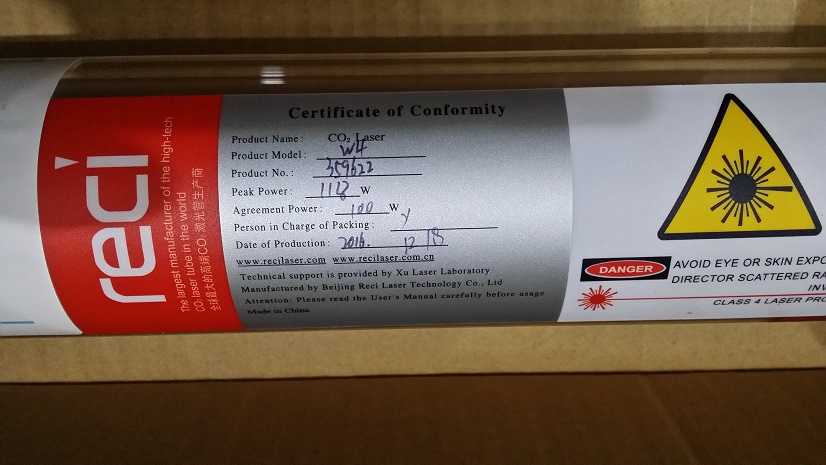 reci
The largest manufacturer of the high-tech
CO₂ laser tube in the world
全球最大的高端CO₂激光管生产商
Certificate of Conformity
Product Name: CO₂ Laser
Product Model: W4
Product No.: 359622
Peak Power: 118 W
Agreement Power: 100 W
Person in Charge of Packing: Y
Date of Production: 2016. 12 18
www.recilaser.com www.recilaser.com.cn
Technical support is provided by Xu Laser Laboratory
Manufactured by Beijing Reci Laser Technology Co., Ltd
Attention: Please read the User's Manual carefully before usage
Made in China
DANGER
AVOID EYE OR SKIN EXPO
DIRECTOR SCATTERED RA
INV
CLASS 4 LASER PRO